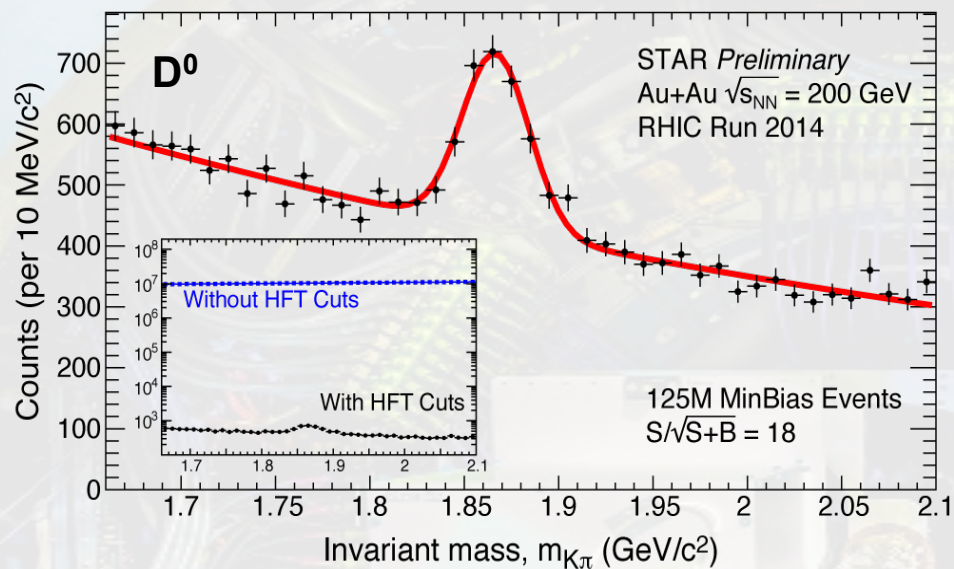 D⁰
STAR Preliminary
Au+Au √sNN = 200 GeV
RHIC Run 2014
Counts (per 10 MeV/c²)
700
600
500
400
300
200
100
0
10⁸
10⁷
Without HFT Cuts
10⁶
10⁵
10⁴
With HFT Cuts
10³
1.7 1.8 1.9 2 2.1
125M MinBias Events
S/√S+B = 18
1.7 1.75 1.8 1.85 1.9 1.95 2 2.05 2.1
Invariant mass, mKπ (GeV/c²)